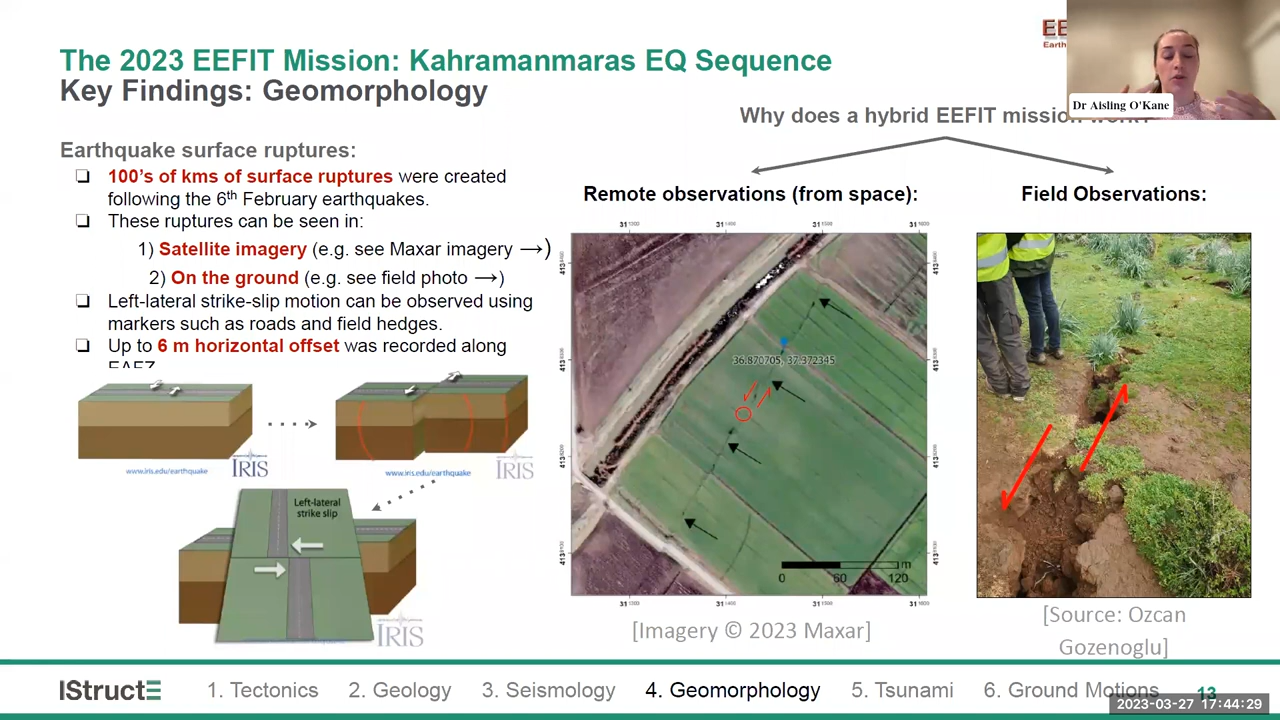 The 2023 EEFIT Mission: Kahramanmaras EQ Sequence
Key Findings: Geomorphology
EE
Earth
Dr Aisling O'Kane
Why does a hybrid EEFIT mission work?
Earthquake surface ruptures:
❑ 100's of kms of surface ruptures were created
following the 6th February earthquakes.
❑ These ruptures can be seen in:
1) Satellite imagery (e.g. see Maxar imagery →)
2) On the ground (e.g. see field photo →)
❑ Left-lateral strike-slip motion can be observed using
markers such as roads and field hedges.
❑ Up to 6 m horizontal offset was recorded along
EAFZ
www.iris.edu/earthquake
IRIS
www.iris.edu/earthquake
IRIS
Left-lateral
strike slip
IRIS
Remote observations (from space):
36.870705, 37.372345
m
0 60 120
[Imagery © 2023 Maxar]
Field Observations:
[Source: Ozcan
Gozenoglu]
IStructE
1. Tectonics 2. Geology 3. Seismology 4. Geomorphology 5. Tsunami 6. Ground Motions 13
2023-03-27 17:44:29